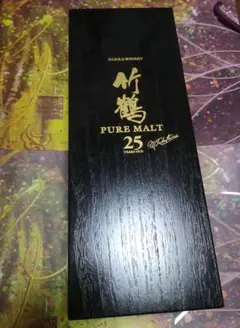 NIKKA WHISKY
竹鶴
PURE MALT
25
YEARS OLD